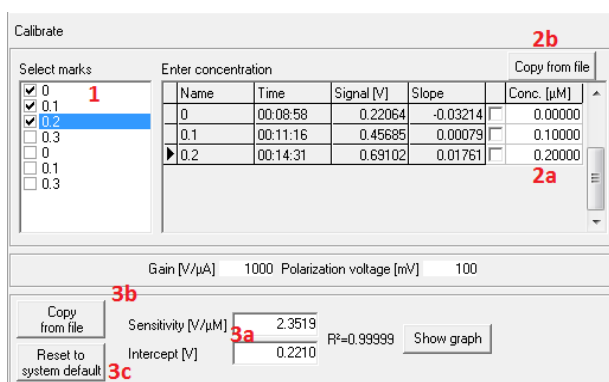 Calibrate
2b
Select marks
Enter concentration
Copy from file
0
0.1
0.2
0.3
0
0.1
0.3
1
Name Time Signal [V] Slope Conc. [µM]
0 00:08:58 0.22064 -0.03214 0.00000
0.1 00:11:16 0.45685 0.00079 0.10000
0.2 00:14:31 0.69102 0.01761 0.20000
2a
Gain [V/µA] 1000 Polarization voltage [mV] 100
3b
Copy
from file
Sensitivity [V/µM] 3a 2.3519
R²=0.99999 Show graph
Intercept [V] 0.2210
Reset to
system default 3c